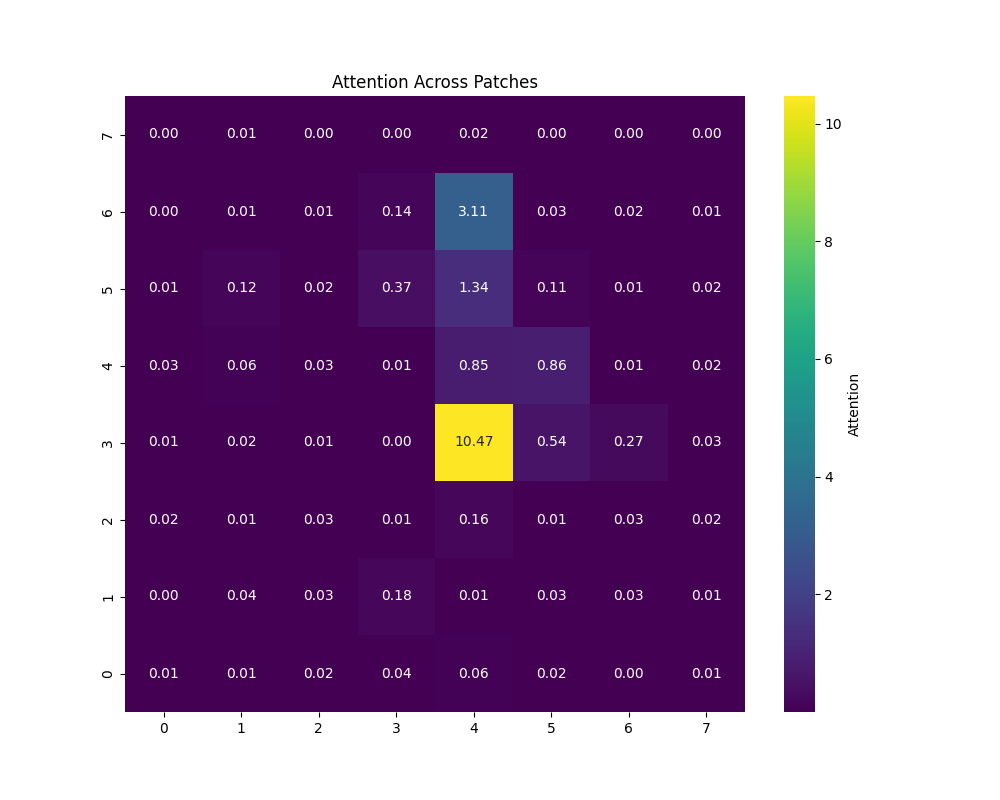 Attention Across Patches
7 0.00 0.01 0.00 0.00 0.02 0.00 0.00 0.00
6 0.00 0.01 0.01 0.14 3.11 0.03 0.02 0.01
5 0.01 0.12 0.02 0.37 1.34 0.11 0.01 0.02
4 0.03 0.06 0.03 0.01 0.85 0.86 0.01 0.02
3 0.01 0.02 0.01 0.00 10.47 0.54 0.27 0.03
2 0.02 0.01 0.03 0.01 0.16 0.01 0.03 0.02
1 0.00 0.04 0.03 0.18 0.01 0.03 0.03 0.01
0 0.01 0.01 0.02 0.04 0.06 0.02 0.00 0.01
0 1 2 3 4 5 6 7
10
8
6
4
2
Attention